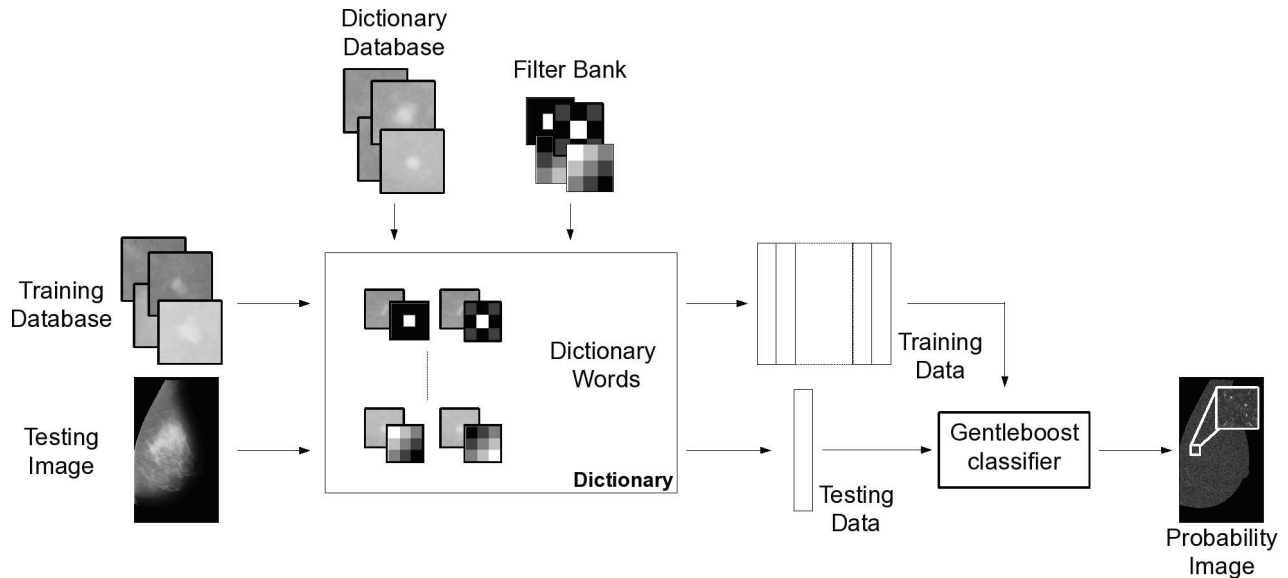 Dictionary
Database
Filter Bank
Training
Database
Dictionary
Words
Training
Data
Testing
Image
Dictionary
Testing
Data
Gentleboost
classifier
Probability
Image